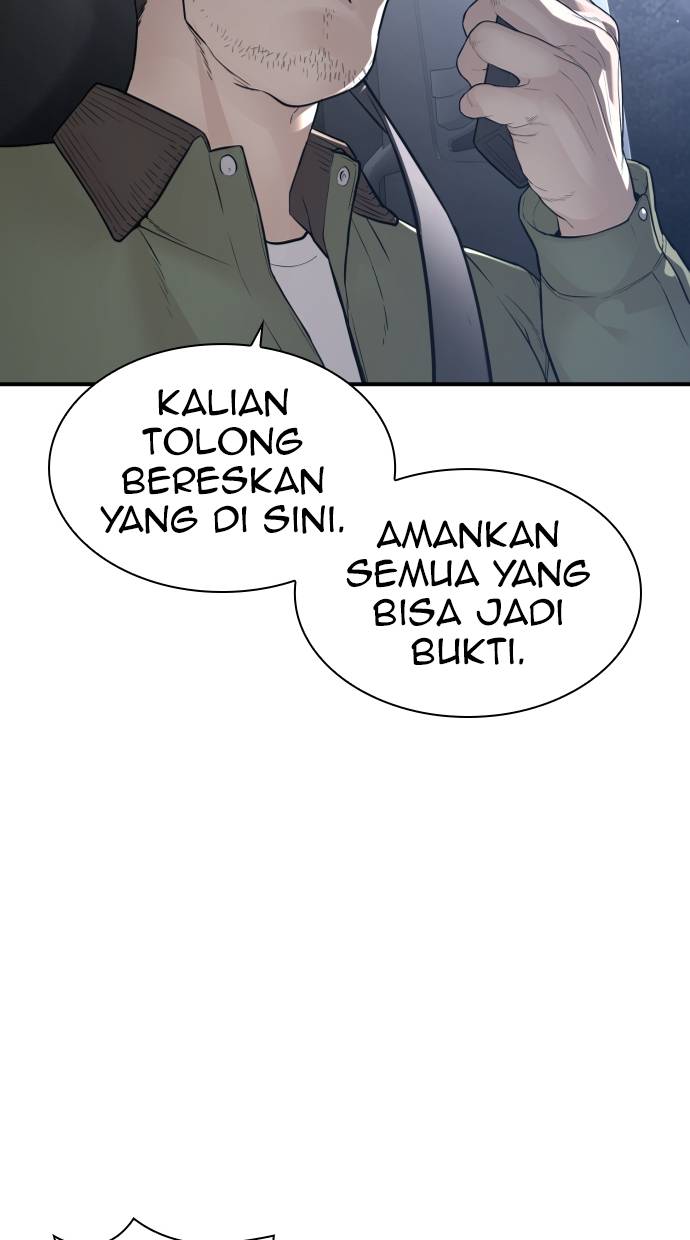 KALIAN
TOLONG
BERESKAN
YANG DI SINI.
AMANKAN
SEMUA YANG
BISA JADI
BUKTI.